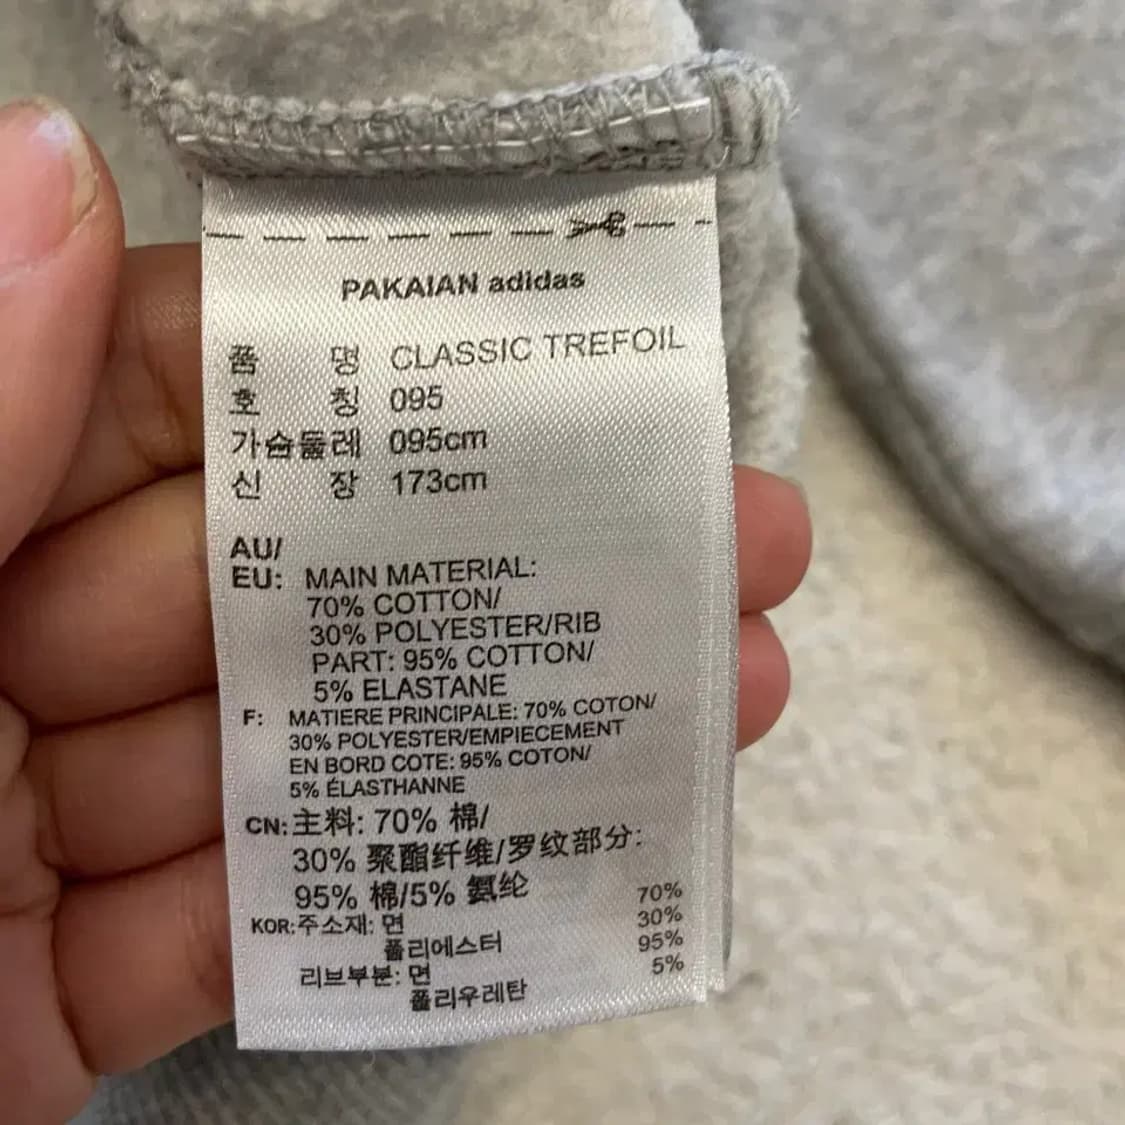 PAKAIAN adidas
품 명 CLASSIC TREFOIL
호 칭 095
가슴둘레 095cm
신 장 173cm
AU/
EU: MAIN MATERIAL:
70% COTTON/
30% POLYESTER/RIB
PART: 95% COTTON/
5% ELASTANE
F: MATIERE PRINCIPALE: 70% COTON/
30% POLYESTER/EMPIECEMENT
EN BORD COTE: 95% COTON/
5% ÉLASTHANNE
CN: 主料: 70% 棉/
30% 聚酯纤维/罗纹部分:
95% 棉/5% 氨纶
KOR: 주소재: 면 70%
폴리에스터 30%
리브부분: 면 95%
폴리우레탄 5%